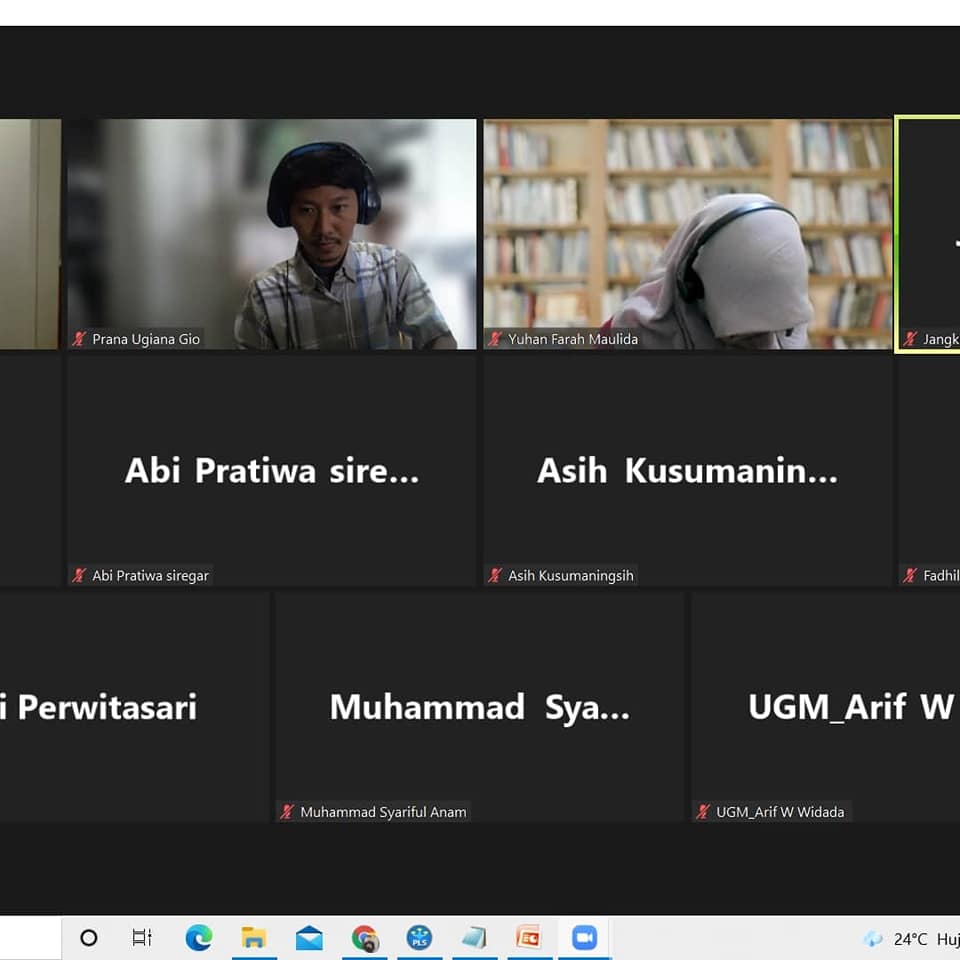 Prana Ugiana Gio
Yuhan Farah Maulida
Jangk
Abi Pratiwa sire...
Asih Kusumanin...
Abi Pratiwa siregar
Asih Kusumaningsih
Fadhil
i Perwitasari
Muhammad Sya...
UGM_Arif W
Muhammad Syariful Anam
UGM_Arif W Widada
PLS
24°C Huj